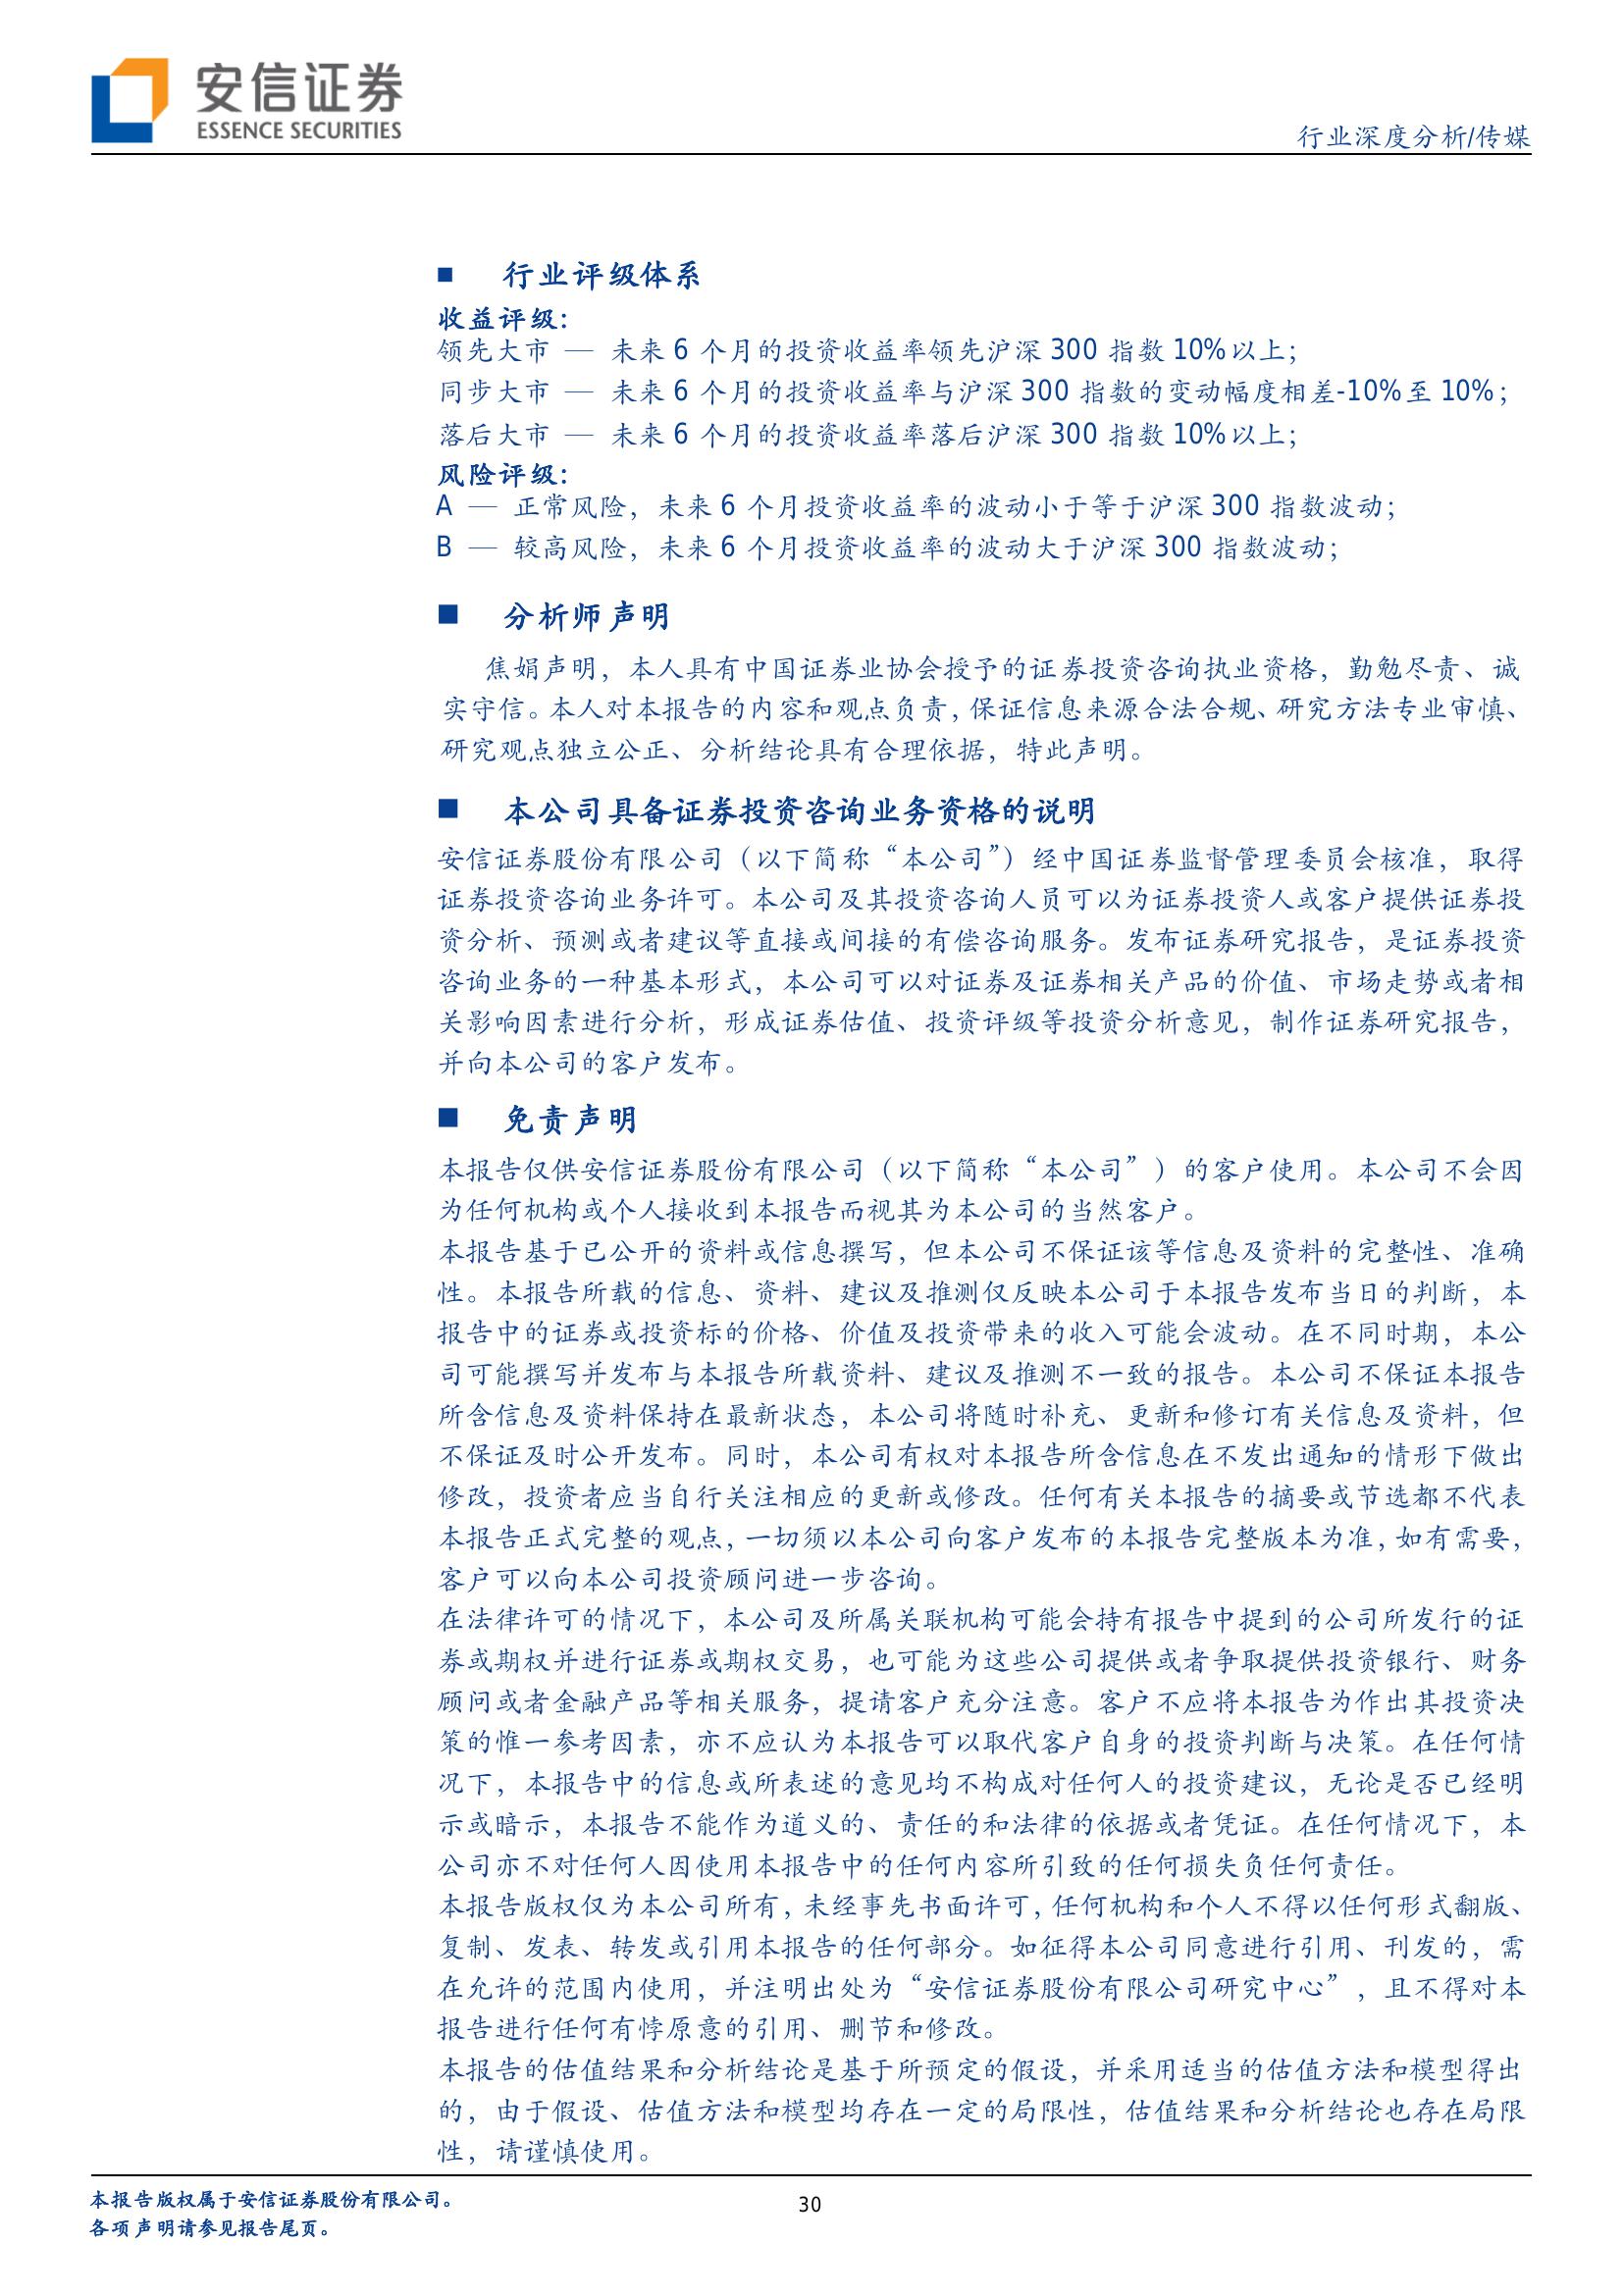 安信证券
ESSENCE SECURITIES
行业深度分析/传媒
■ 行业评级体系
收益评级：
领先大市 — 未来 6 个月的投资收益率领先沪深 300 指数 10%以上；
同步大市 — 未来 6 个月的投资收益率与沪深 300 指数的变动幅度相差-10%至 10%；
落后大市 — 未来 6 个月的投资收益率落后沪深 300 指数 10%以上；
风险评级：
A — 正常风险，未来 6 个月投资收益率的波动小于等于沪深 300 指数波动；
B — 较高风险，未来 6 个月投资收益率的波动大于沪深 300 指数波动；
■ 分析师声明
焦娟声明，本人具有中国证券业协会授予的证券投资咨询执业资格，勤勉尽责、诚
实守信。本人对本报告的内容和观点负责，保证信息来源合法合规、研究方法专业审慎、
研究观点独立公正、分析结论具有合理依据，特此声明。
■ 本公司具备证券投资咨询业务资格的说明
安信证券股份有限公司（以下简称“本公司”）经中国证券监督管理委员会核准，取得
证券投资咨询业务许可。本公司及其投资咨询人员可以为证券投资人或客户提供证券投
资分析、预测或者建议等直接或间接的有偿咨询服务。发布证券研究报告，是证券投资
咨询业务的一种基本形式，本公司可以对证券及证券相关产品的价值、市场走势或者相
关影响因素进行分析，形成证券估值、投资评级等投资分析意见，制作证券研究报告，
并向本公司的客户发布。
■ 免责声明
本报告仅供安信证券股份有限公司（以下简称“本公司”）的客户使用。本公司不会因
为任何机构或个人接收到本报告而视其为本公司的当然客户。
本报告基于已公开的资料或信息撰写，但本公司不保证该等信息及资料的完整性、准确
性。本报告所载的信息、资料、建议及推测仅反映本公司于本报告发布当日的判断，本
报告中的证券或投资标的价格、价值及投资带来的收入可能会波动。在不同时期，本公
司可能撰写并发布与本报告所载资料、建议及推测不一致的报告。本公司不保证本报告
所含信息及资料保持在最新状态，本公司将随时补充、更新和修订有关信息及资料，但
不保证及时公开发布。同时，本公司有权对本报告所含信息在不发出通知的情形下做出
修改，投资者应当自行关注相应的更新或修改。任何有关本报告的摘要或节选都不代表
本报告正式完整的观点，一切须以本公司向客户发布的本报告完整版本为准，如有需要，
客户可以向本公司投资顾问进一步咨询。
在法律许可的情况下，本公司及所属关联机构可能会持有报告中提到的公司所发行的证
券或期权并进行证券或期权交易，也可能为这些公司提供或者争取提供投资银行、财务
顾问或者金融产品等相关服务，提请客户充分注意。客户不应将本报告为作出其投资决
策的惟一参考因素，亦不应认为本报告可以取代客户自身的投资判断与决策。在任何情
况下，本报告中的信息或所表述的意见均不构成对任何人的投资建议，无论是否已经明
示或暗示，本报告不能作为道义的、责任的和法律的依据或者凭证。在任何情况下，本
公司亦不对任何人因使用本报告中的任何内容所引致的任何损失负任何责任。
本报告版权仅为本公司所有，未经事先书面许可，任何机构和个人不得以任何形式翻版、
复制、发表、转发或引用本报告的任何部分。如征得本公司同意进行引用、刊发的，需
在允许的范围内使用，并注明出处为“安信证券股份有限公司研究中心”，且不得对本
报告进行任何有悖原意的引用、删节和修改。
本报告的估值结果和分析结论是基于所预定的假设，并采用适当的估值方法和模型得出
的，由于假设、估值方法和模型均存在一定的局限性，估值结果和分析结论也存在局限
性，请谨慎使用。
本报告版权属于安信证券股份有限公司。
各项声明请参见报告尾页。
30